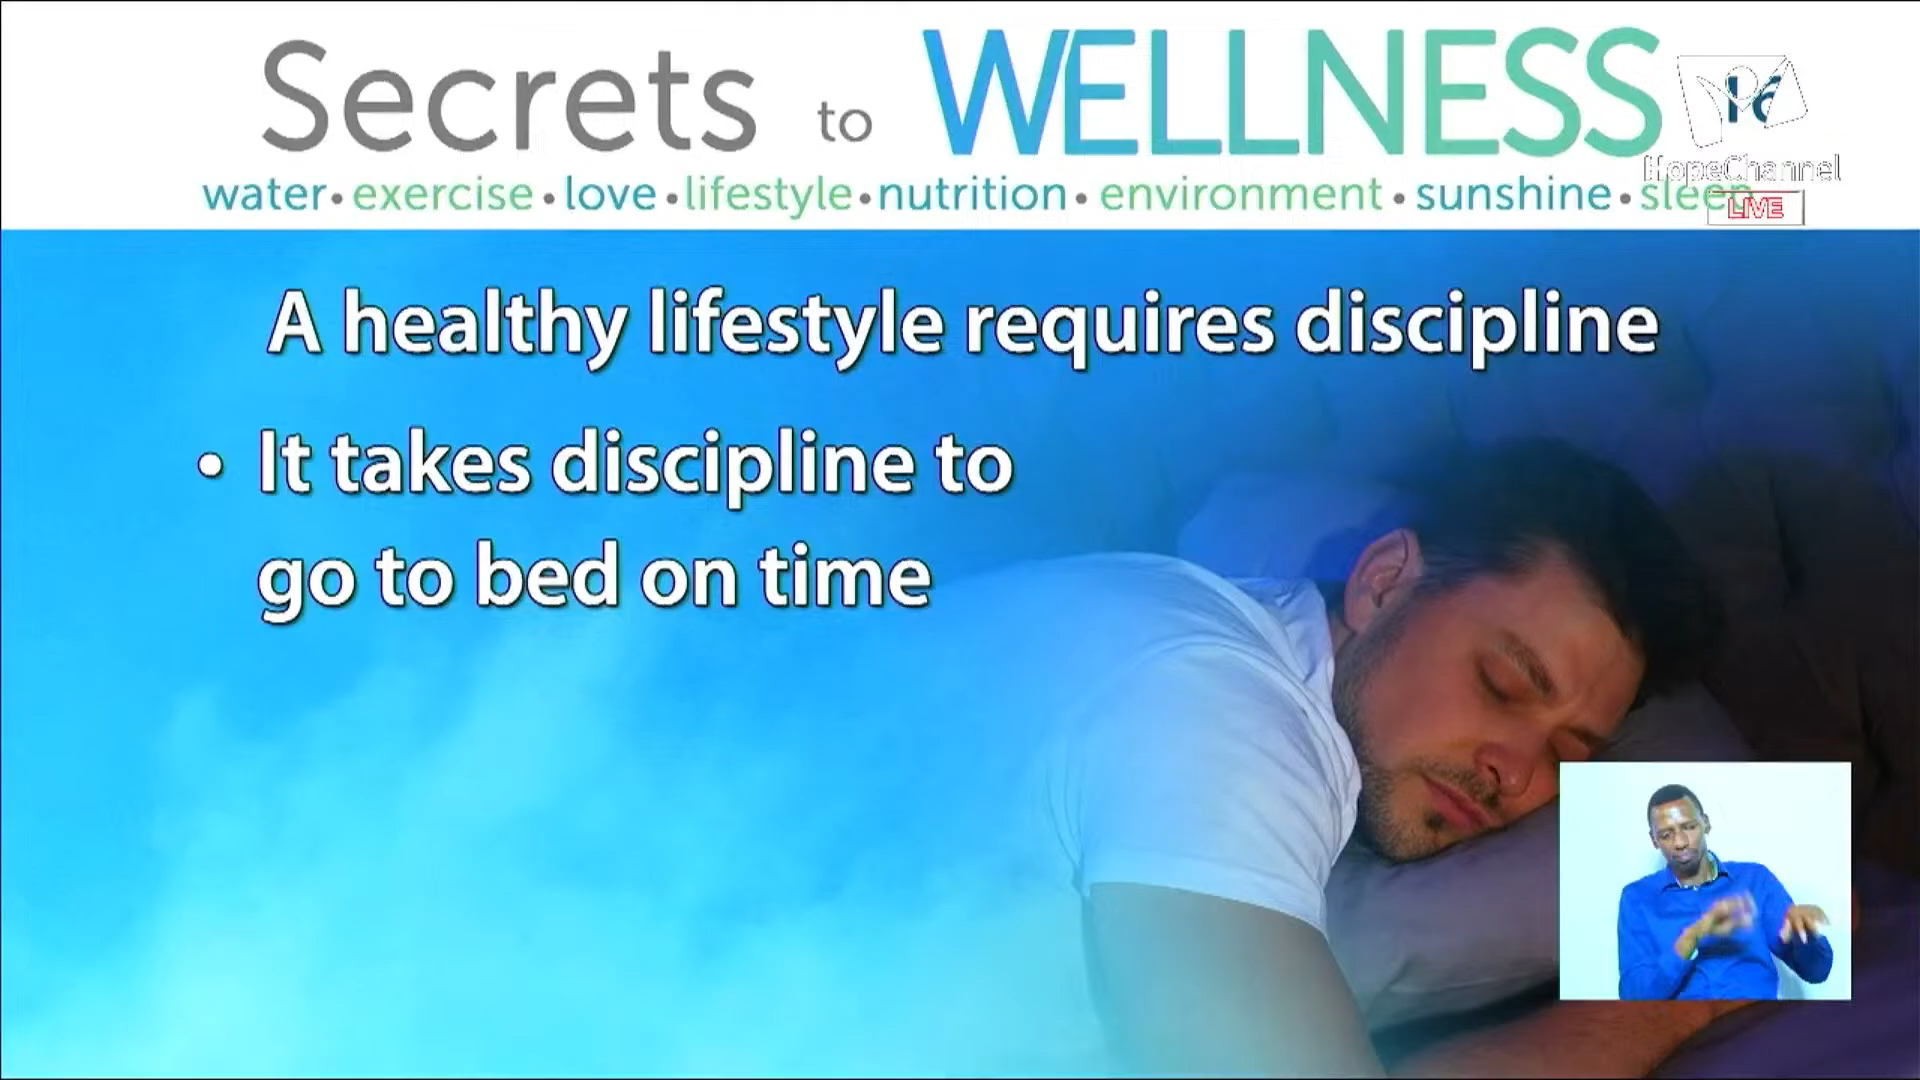 Secrets to WELLNESS
HopeChannel
water • exercise • love • lifestyle • nutrition • environment • sunshine • sleep
LIVE
A healthy lifestyle requires discipline
• It takes discipline to
go to bed on time